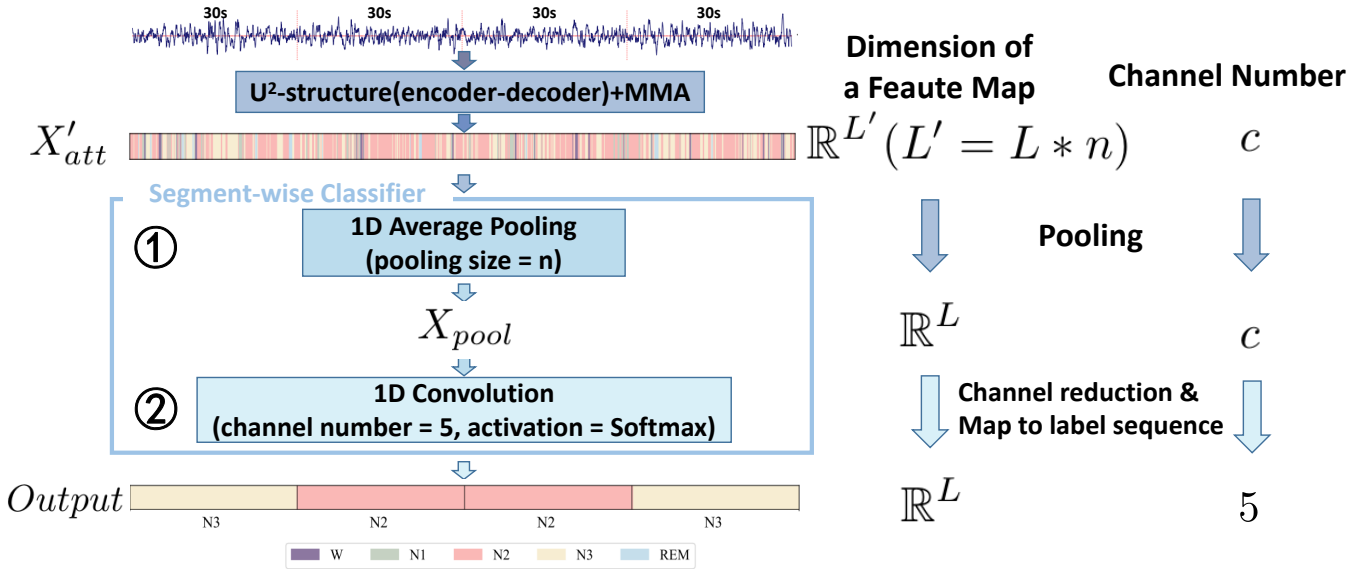 30s 30s 30s 30s
Dimension of
a Feaute Map
Channel Number
U²-structure(encoder-decoder)+MMA
X'_{att}
ℝ^{L'}(L' = L * n)
c
Segment-wise Classifier
①
1D Average Pooling
(pooling size = n)
Pooling
X_{pool}
ℝ^L
c
②
1D Convolution
(channel number = 5, activation = Softmax)
Channel reduction &
Map to label sequence
Output
ℝ^L
5
N3 N2 N2 N3
W N1 N2 N3 REM